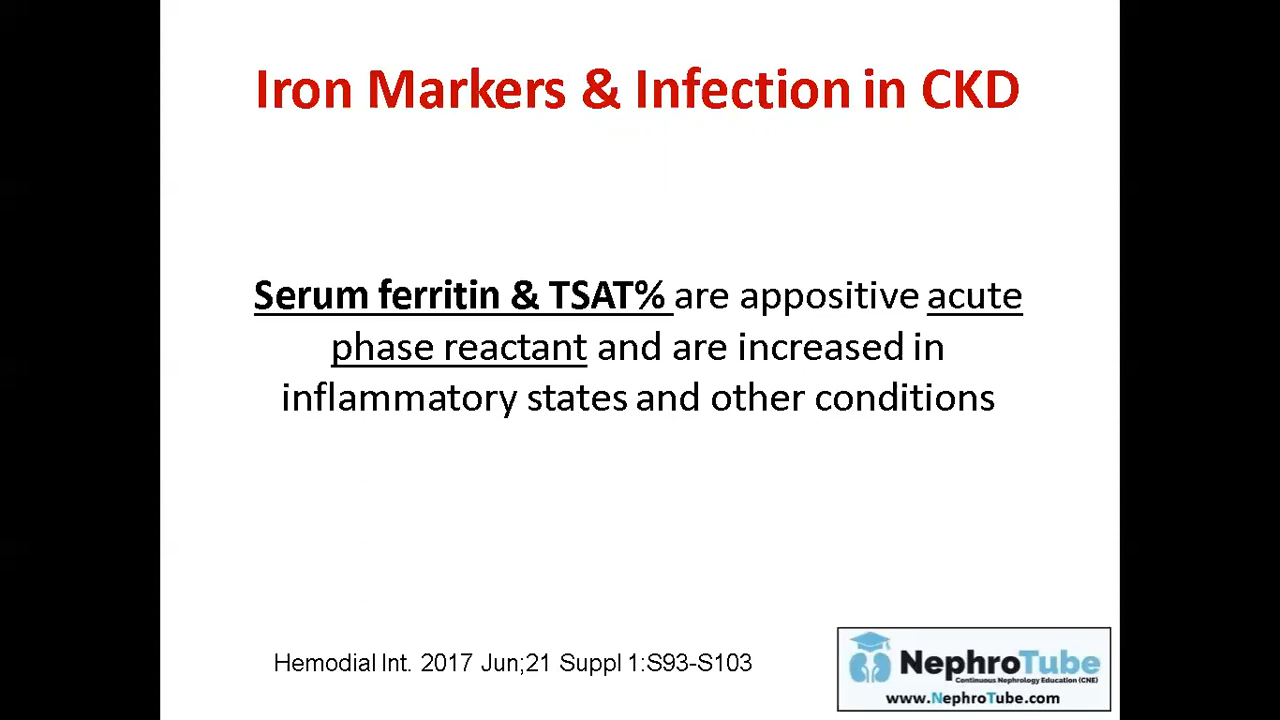 Iron Markers & Infection in CKD
Serum ferritin & TSAT% are appositive acute
phase reactant and are increased in
inflammatory states and other conditions
Hemodial Int. 2017 Jun;21 Suppl 1:S93-S103
NephroTube
Continuous Nephrology Education (CNE)
www.NephroTube.com